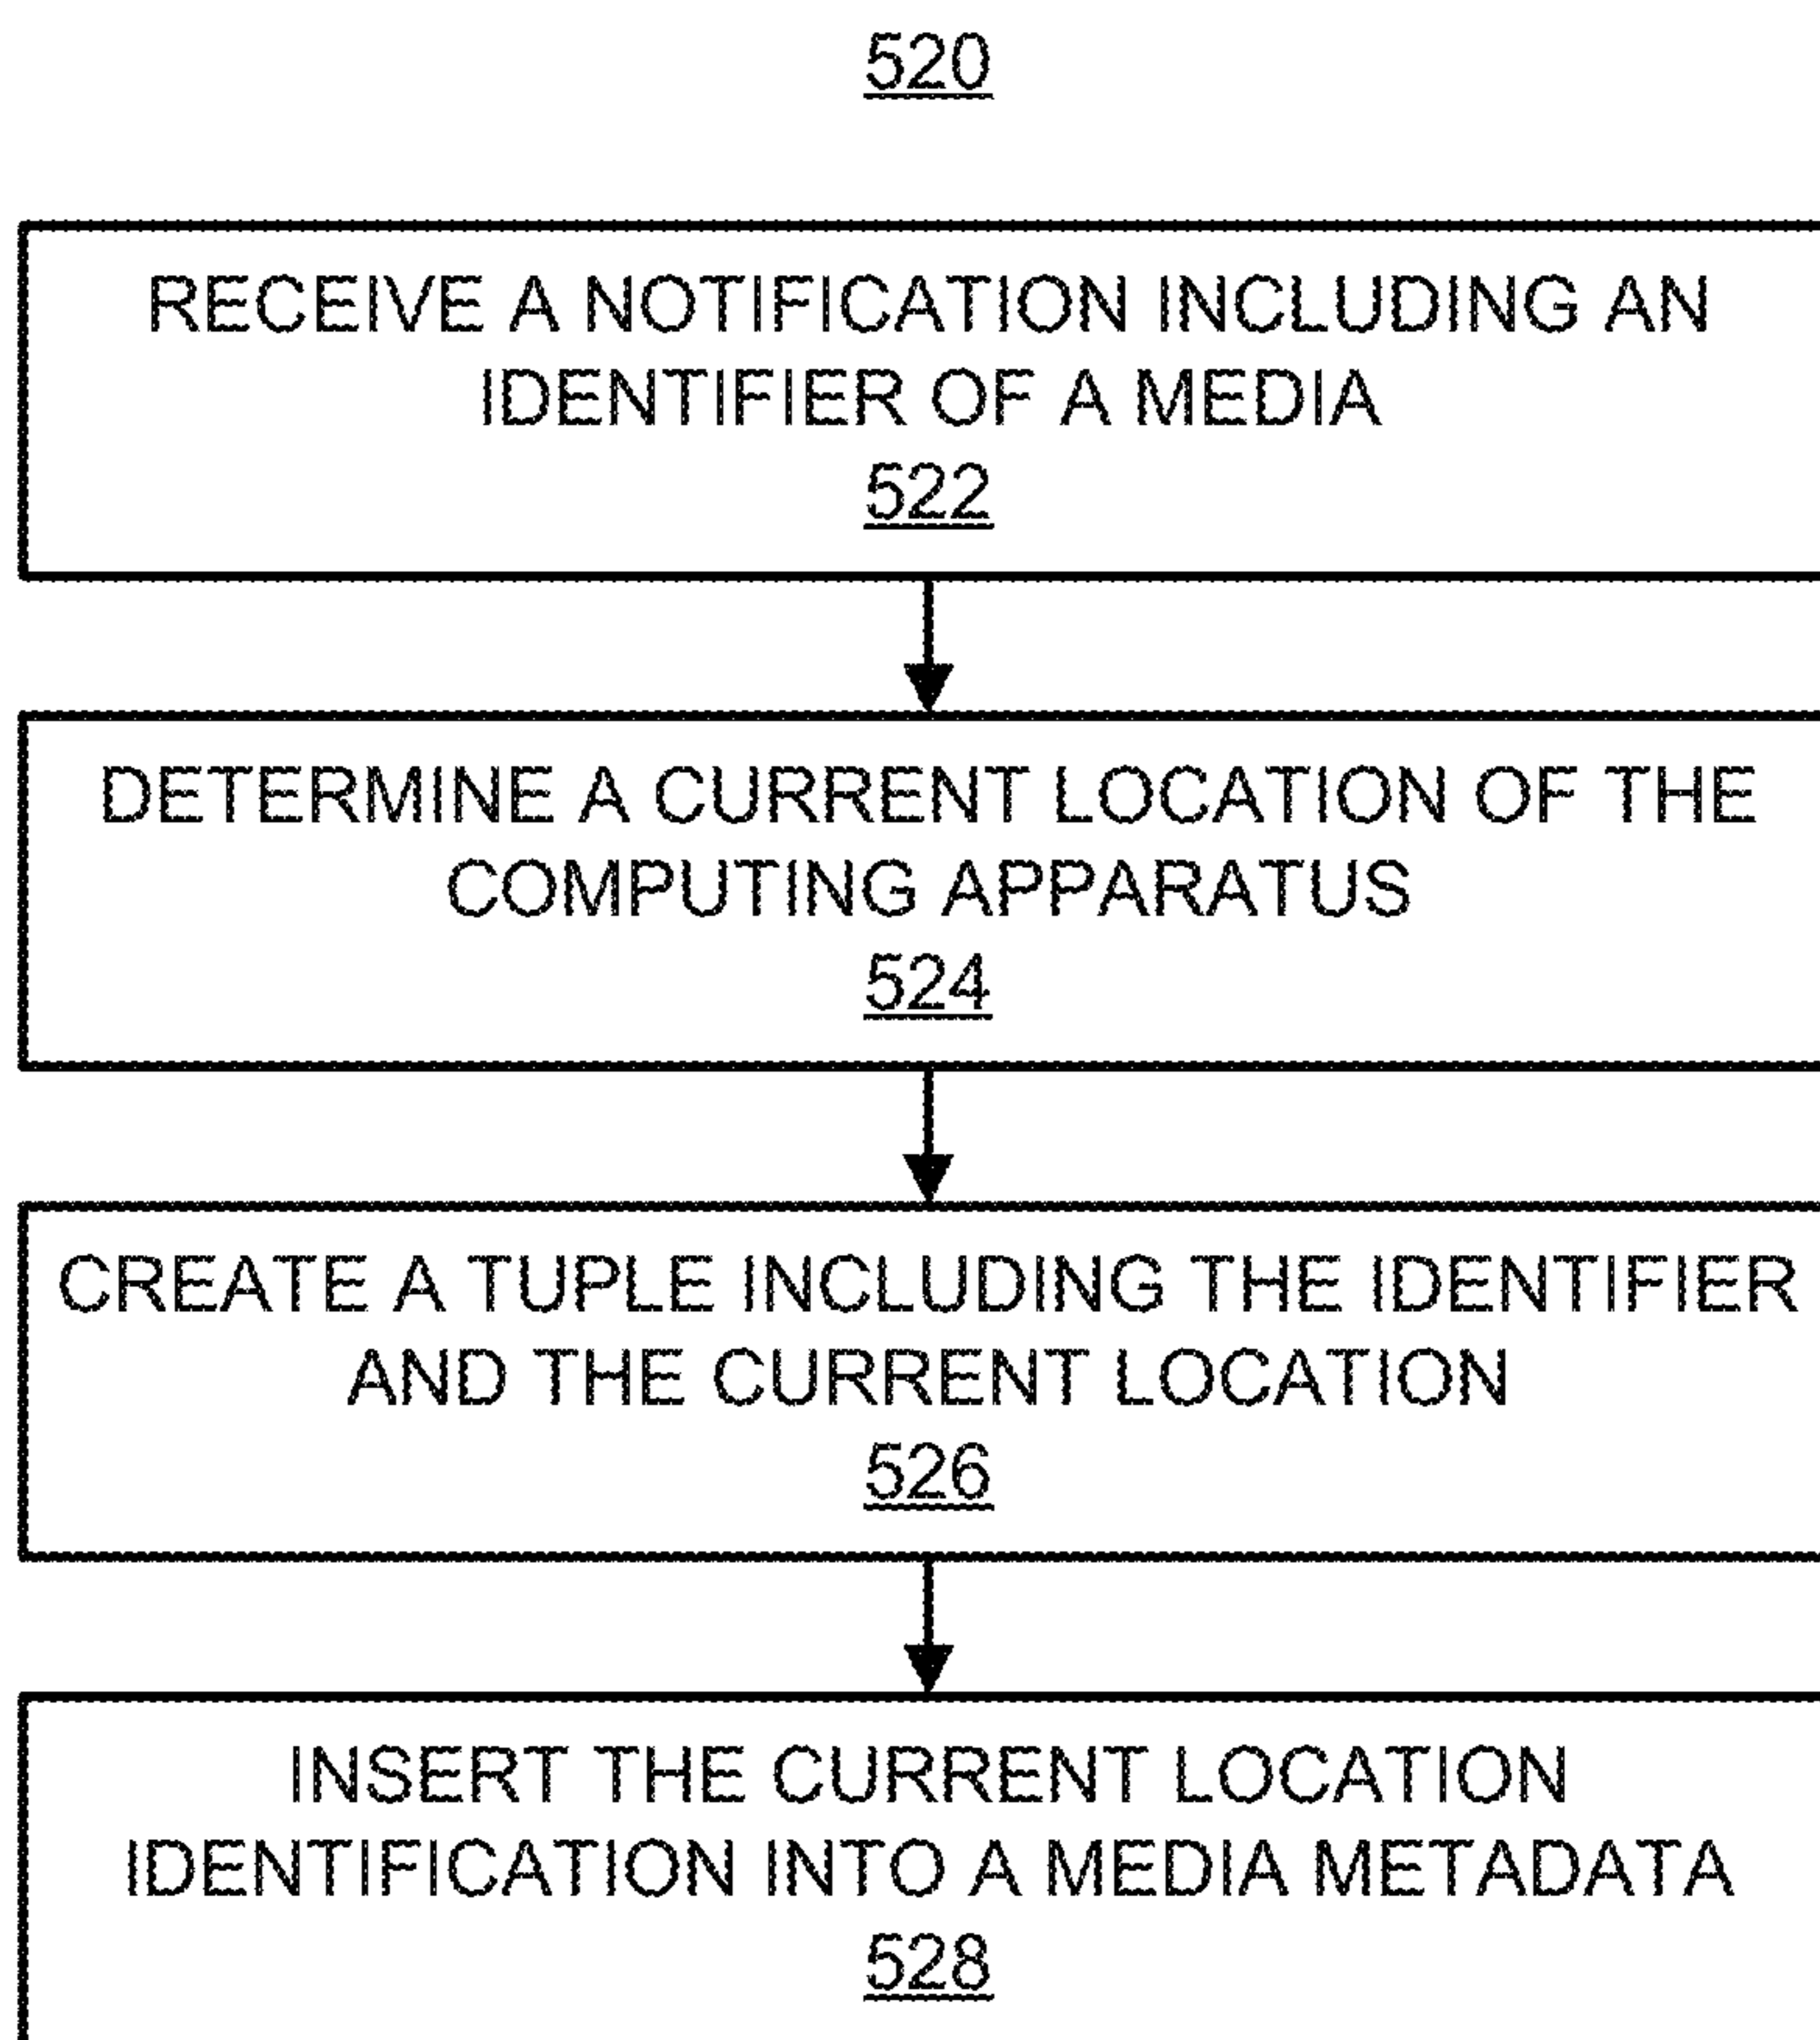 520
RECEIVE A NOTIFICATION INCLUDING AN
IDENTIFIER OF A MEDIA
522
DETERMINE A CURRENT LOCATION OF THE
COMPUTING APPARATUS
524
CREATE A TUPLE INCLUDING THE IDENTIFIER
AND THE CURRENT LOCATION
526
INSERT THE CURRENT LOCATION
IDENTIFICATION INTO A MEDIA METADATA
528